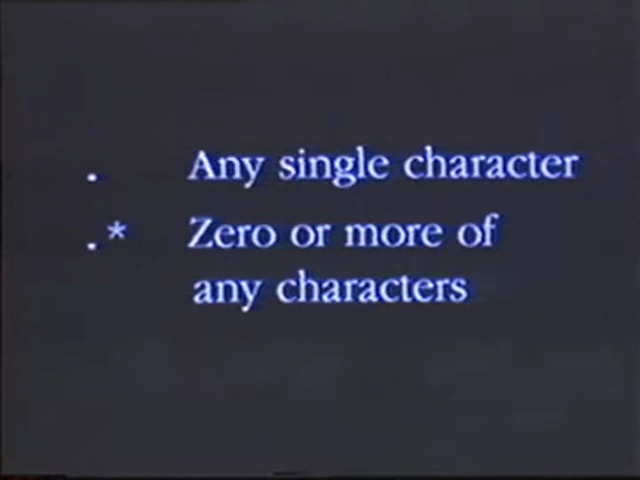 . Any single character
.* Zero or more of
any characters